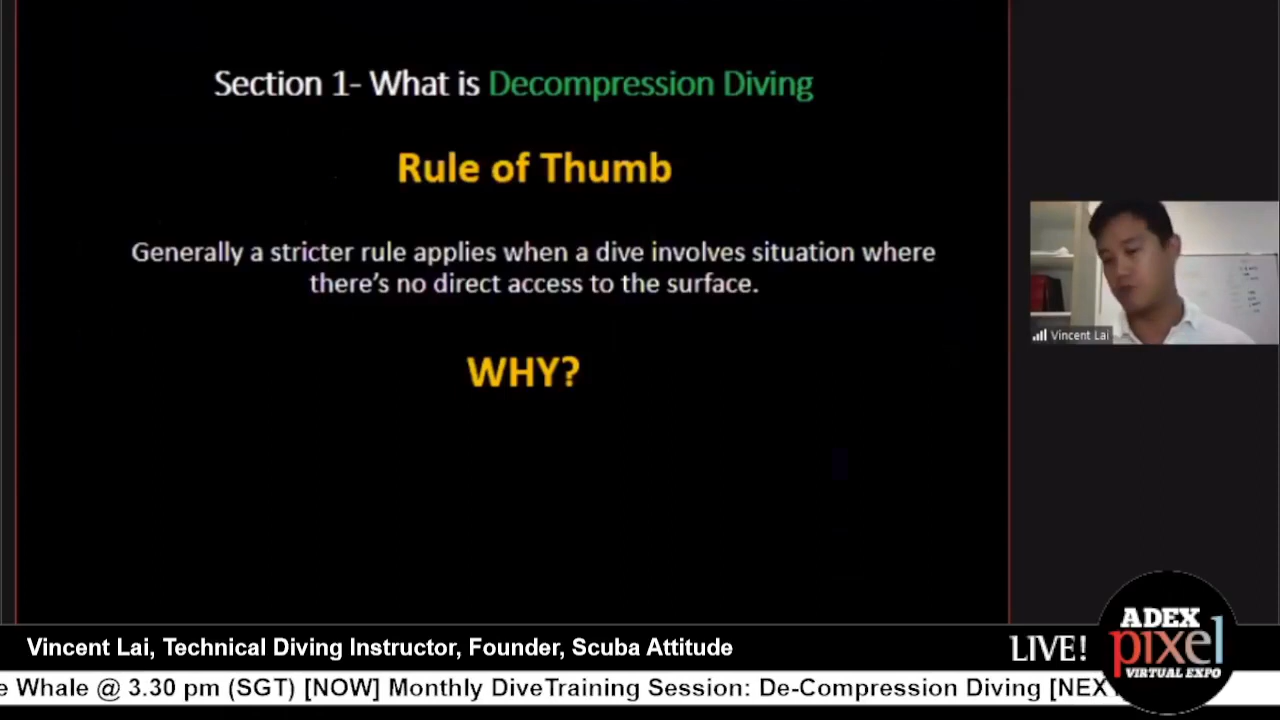 Section 1- What is Decompression Diving
Rule of Thumb
Generally a stricter rule applies when a dive involves situation where
there's no direct access to the surface.
WHY?
Vincent Lai
Vincent Lai, Technical Diving Instructor, Founder, Scuba Attitude
LIVE!
ADEX
pixel
VIRTUAL EXPO
e Whale @ 3.30 pm (SGT) [NOW] Monthly DiveTraining Session: De-Compression Diving [NEX